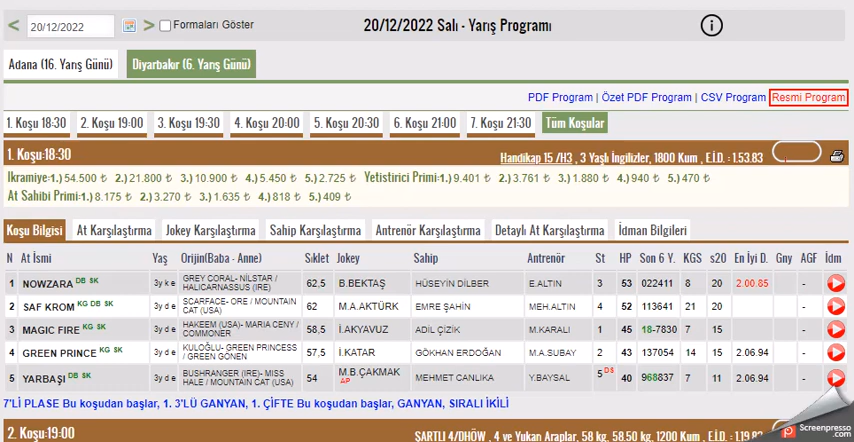 < 20/12/2022 > Formaları Göster 20/12/2022 Salı - Yarış Programı i
Adana (16. Yarış Günü) Diyarbakır (6. Yarış Günü)
PDF Program | Özet PDF Program | CSV Program Resmi Program
1. Koşu 18:30 2. Koşu 19:00 3. Koşu 19:30 4. Koşu 20:00 5. Koşu 20:30 6. Koşu 21:00 7. Koşu 21:30 Tüm Koşular
1. Koşu:18:30 Handikap 15 /H3 , 3 Yaşlı İngilizler, 1800 Kum , E.İ.D. : 1.53.83
Ikramiye:1.) 54.500 ₺ 2.) 21.800 ₺ 3.) 10.900 ₺ 4.) 5.450 ₺ 5.) 2.725 ₺ Yetistirici Primi:1.) 9.401 ₺ 2.) 3.761 ₺ 3.) 1.880 ₺ 4.) 940 ₺ 5.) 470 ₺
At Sahibi Primi:1.) 8.175 ₺ 2.) 3.270 ₺ 3.) 1.635 ₺ 4.) 818 ₺ 5.) 409 ₺
Koşu Bilgisi At Karşılaştırma Jokey Karşılaştırma Sahip Karşılaştırma Antrenör Karşılaştırma Detaylı At Karşılaştırma İdman Bilgileri
N At İsmi Yaş Orijin(Baba - Anne) Sıklet Jokey Sahip Antrenör St HP Son 6 Y. KGS s20 En İyi D. Gny AGF İdm
1 NOWZARA DB SK 3y k e GREY CORAL- NİLSTAR / HALICARNASSUS (IRE) 62,5 B.BEKTAŞ HÜSEYİN DİLBER E.ALTIN 3 53 022411 8 20 2.00.85 -
2 SAF KROM KG DB SK 3y d e SCARFACE- ORE / MOUNTAIN CAT (USA) 62 M.A.AKTÜRK EMRE ŞAHİN MEH.ALTIN 4 52 113641 21 20 -
3 MAGIC FIRE KG SK 3y d e HAKEEM (USA)- MARIA CENY / COMMONER 58,5 İ.AKYAVUZ ADİL ÇİZİK M.KARALI 1 45 18-7830 7 15 -
4 GREEN PRINCE KG SK 3y d e KULOĞLU- GREEN PRINCESS / GREEN GÖNEN 57,5 İ.KATAR GÖKHAN ERDOĞAN M.A.SUBAY 2 43 137054 14 15 2.06.94 -
5 YARBAŞI DB SK 3y d e BUSHRANGER (IRE)- MISS HALE / MOUNTAIN CAT (USA) 54 M.B.ÇAKMAK AP MEHMET CANLIKA Y.BAYSAL 5 DS 40 968837 7 11 2.06.94 -
7'Lİ PLASE Bu koşudan başlar, 1. 3'LÜ GANYAN, 1. ÇİFTE Bu koşudan başlar, GANYAN, SIRALI İKİLİ
2. Koşu:19:00 ŞARTLI 4/DHÖW , 4 ve Yukarı Araplar, 58 kg, 58.50 kg, 1200 Kum , E.İ.D. : 1.19.83
Screenpresso.com